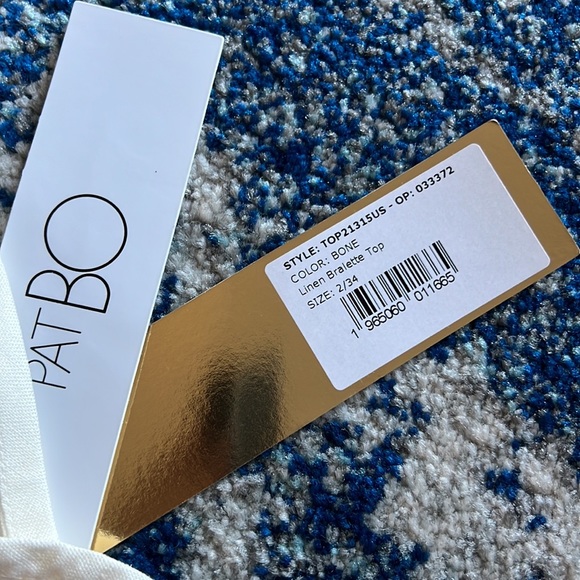 PATBO
STYLE: TOP21315US - OP: 033372
COLOR: BONE
Linen Bralette Top
SIZE: 2/34
1 965060 011665